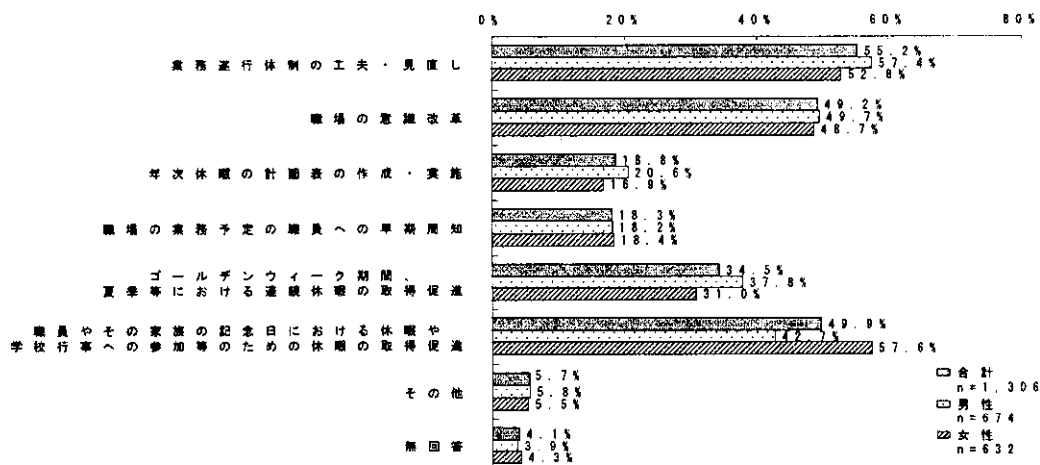 0% 20% 40% 60% 80%
業務遂行体制の工夫・見直し
55.2%
57.4%
52.8%
職場の意識改革
49.2%
49.7%
48.7%
年次休暇の計画表の作成・実施
18.8%
20.6%
16.9%
職場の業務予定の職員への早期周知
18.3%
18.2%
18.4%
ゴールデンウィーク期間、
夏季等における連続休暇の取得促進
34.5%
37.8%
31.0%
職員やその家族の記念日における休暇や
学校行事への参加等のための休暇の取得促進
49.9%
42.7%
57.6%
その他
5.7%
5.8%
5.5%
無回答
4.1%
3.9%
4.3%
合計
n=1,306
男性
n=674
女性
n=632